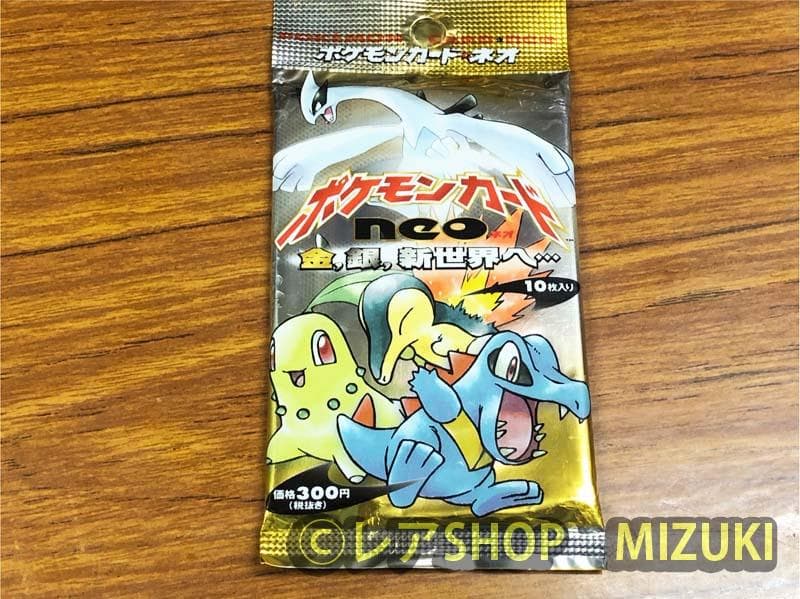 ポケモンカード★ネオ
ポケモンカード
neo ネオ
™
金、銀、新世界へ…
10枚入り
価格300円
(税抜き)
©レアSHOP MIZUKI